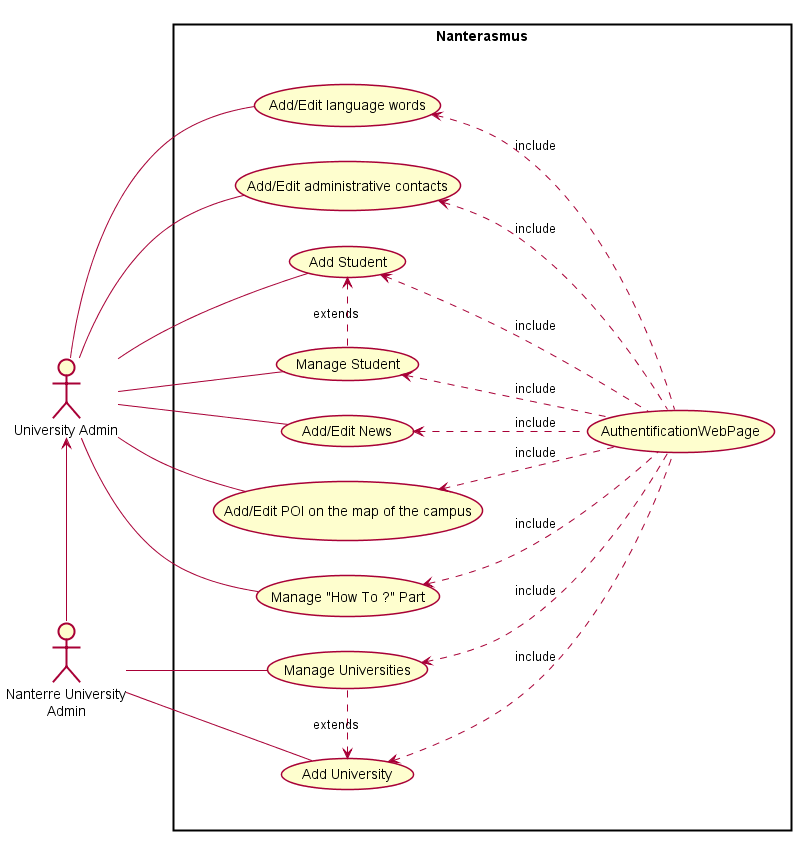 Nanterasmus
Add/Edit language words
include
Add/Edit administrative contacts
include
Add Student
extends
include
Manage Student
include
University Admin
Add/Edit News
include
AuthentificationWebPage
include
Add/Edit POI on the map of the campus
include
Manage "How To ?" Part
include
Manage Universities
include
Nanterre University
Admin
extends
Add University